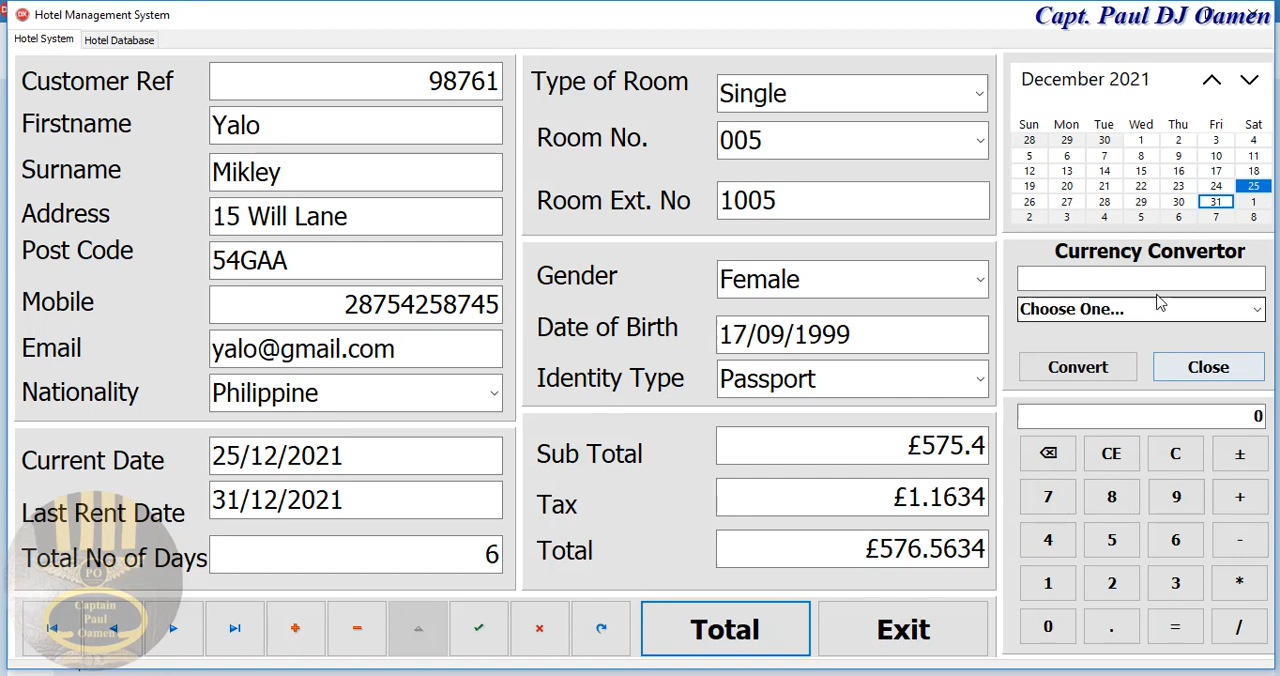 Hotel Management System
Capt. Paul DJ Oamen
Hotel System Hotel Database
Customer Ref 98761
Firstname Yalo
Surname Mikley
Address 15 Will Lane
Post Code 54GAA
Mobile 28754258745
Email yalo@gmail.com
Nationality Philippine
Current Date 25/12/2021
Last Rent Date 31/12/2021
Total No of Days 6
Type of Room Single
Room No. 005
Room Ext. No 1005
Gender Female
Date of Birth 17/09/1999
Identity Type Passport
Sub Total £575.4
Tax £1.1634
Total £576.5634
December 2021
Sun Mon Tue Wed Thu Fri Sat
28 29 30 1 2 3 4
5 6 7 8 9 10 11
12 13 14 15 16 17 18
19 20 21 22 23 24 25
26 27 28 29 30 31 1
2 3 4 5 6 7 8
Currency Convertor
Choose One...
Convert Close
0
⌫ CE C ±
7 8 9 +
4 5 6 -
1 2 3 *
0 . = /
Total Exit
PO
Captain
Paul
Oamen